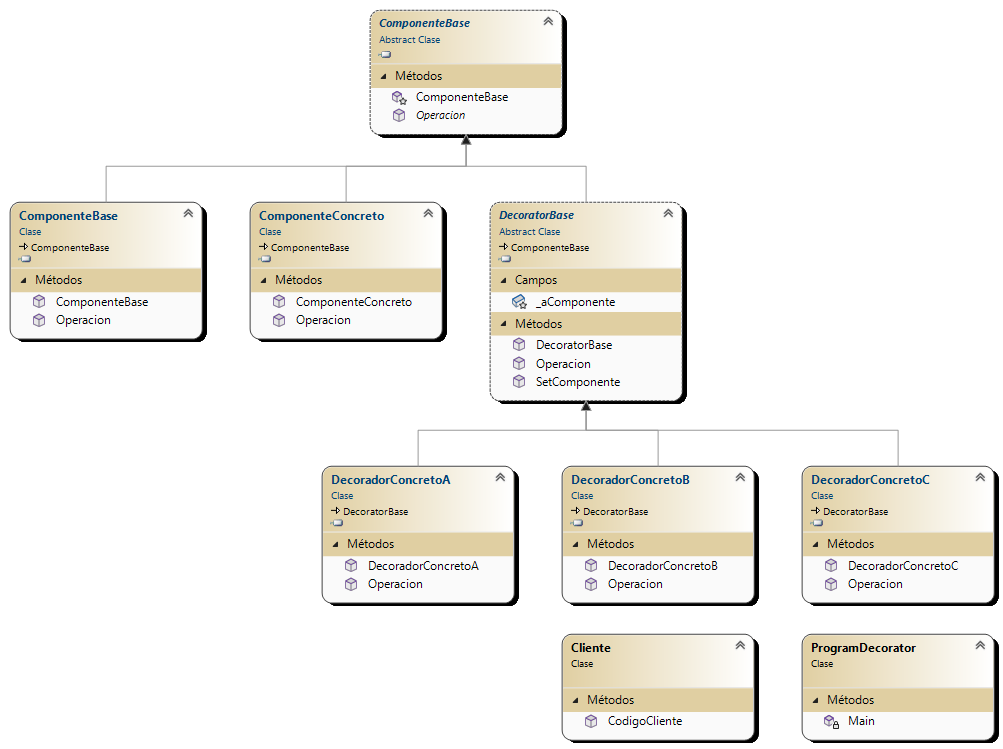 ComponenteBase
Abstract Clase
Métodos
ComponenteBase
Operacion
ComponenteBase
Clase
ComponenteBase
Métodos
ComponenteBase
Operacion
ComponenteConcreto
Clase
ComponenteBase
Métodos
ComponenteConcreto
Operacion
DecoratorBase
Abstract Clase
ComponenteBase
Campos
_aComponente
Métodos
DecoratorBase
Operacion
SetComponente
DecoradorConcretoA
Clase
DecoratorBase
Métodos
DecoradorConcretoA
Operacion
DecoradorConcretoB
Clase
DecoratorBase
Métodos
DecoradorConcretoB
Operacion
DecoradorConcretoC
Clase
DecoratorBase
Métodos
DecoradorConcretoC
Operacion
Cliente
Clase
Métodos
CodigoCliente
ProgramDecorator
Clase
Métodos
Main